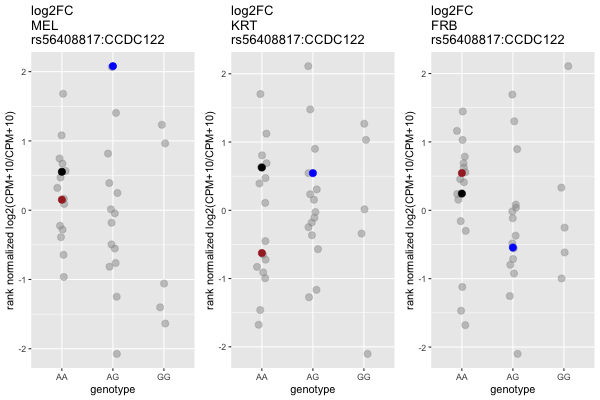 log2FC
MEL
rs56408817:CCDC122
rank normalized log2(CPM+10/CPM+10)
2
1
0
-1
-2
AA
AG
GG
genotype
log2FC
KRT
rs56408817:CCDC122
rank normalized log2(CPM+10/CPM+10)
2
1
0
-1
-2
AA
AG
GG
genotype
log2FC
FRB
rs56408817:CCDC122
rank normalized log2(CPM+10/CPM+10)
2
1
0
-1
-2
AA
AG
GG
genotype